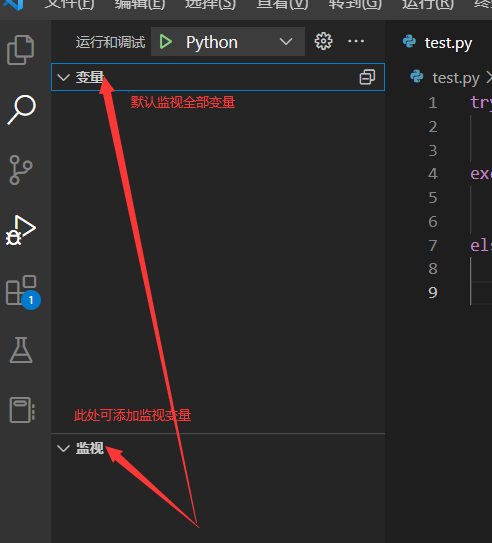 文件(F) 编辑(E) 选择(S) 查看(V) 转到(G) 运行(R)
运行和调试 Python
test.py
变量
test.py
默认监视全部变量
1 try
2
3
4 exc
5
6
7 els
8
9
1
此处可添加监视变量
监视